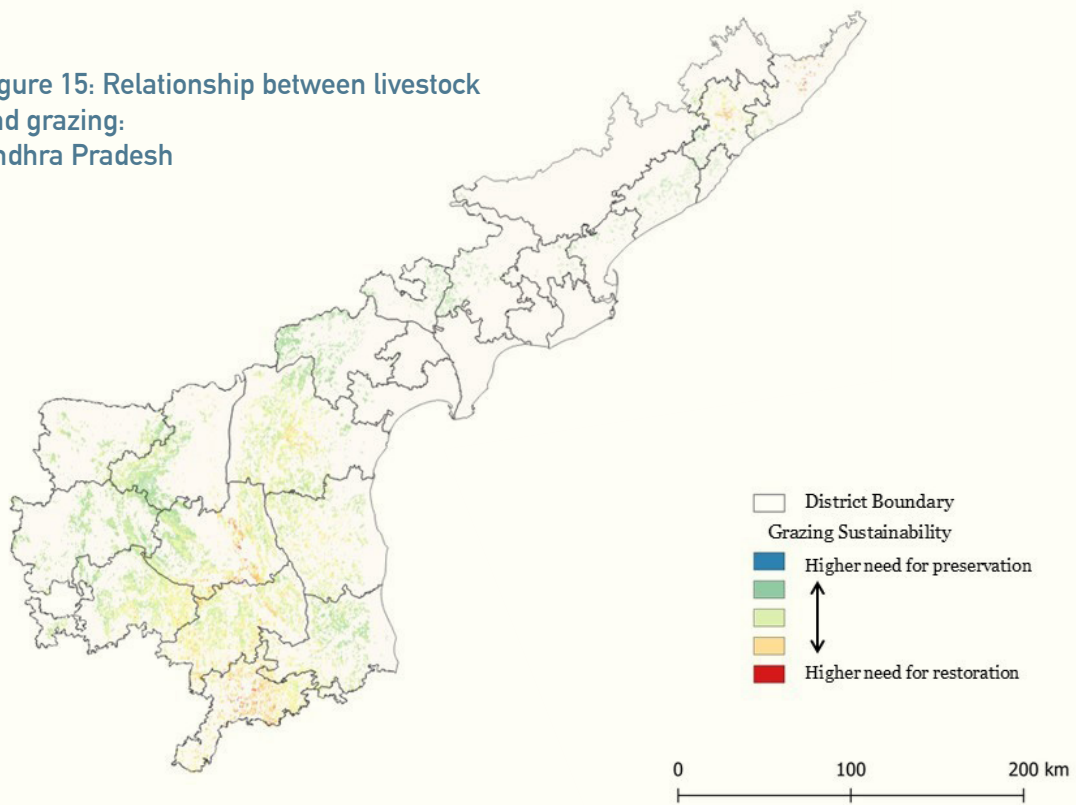 gure 15: Relationship between livestock
nd grazing:
ndhra Pradesh
District Boundary
Grazing Sustainability
Higher need for preservation
Higher need for restoration
0 100 200 km